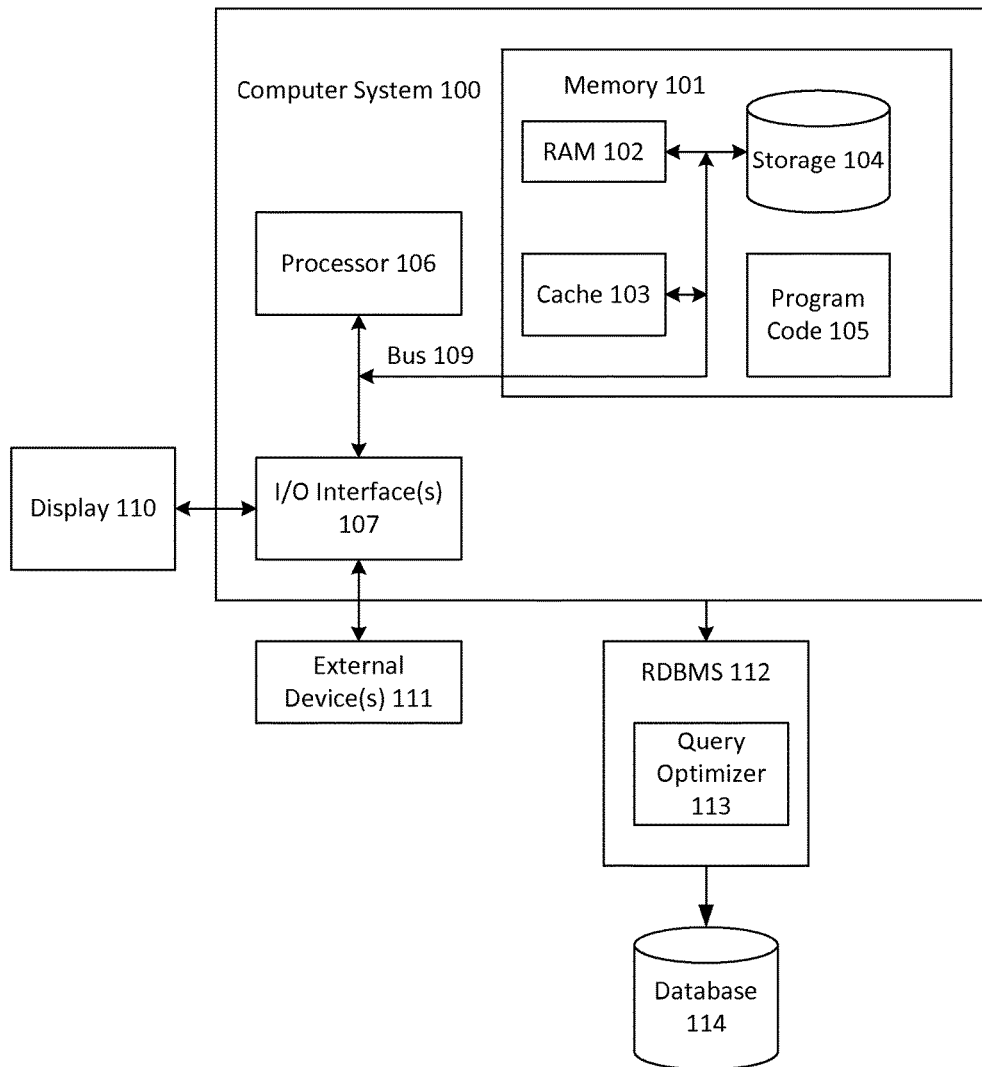 Computer System 100
Memory 101
RAM 102
Storage 104
Processor 106
Cache 103
Program
Code 105
Bus 109
Display 110
I/O Interface(s)
107
External
Device(s) 111
RDBMS 112
Query
Optimizer
113
Database
114